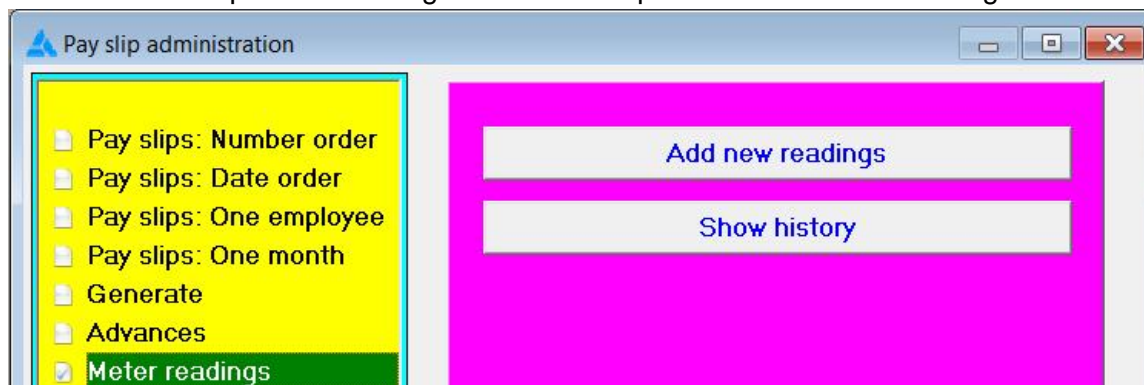 Pay slip administration
Pay slips: Number order
Pay slips: Date order
Pay slips: One employee
Pay slips: One month
Generate
Advances
Meter readings
Add new readings
Show history